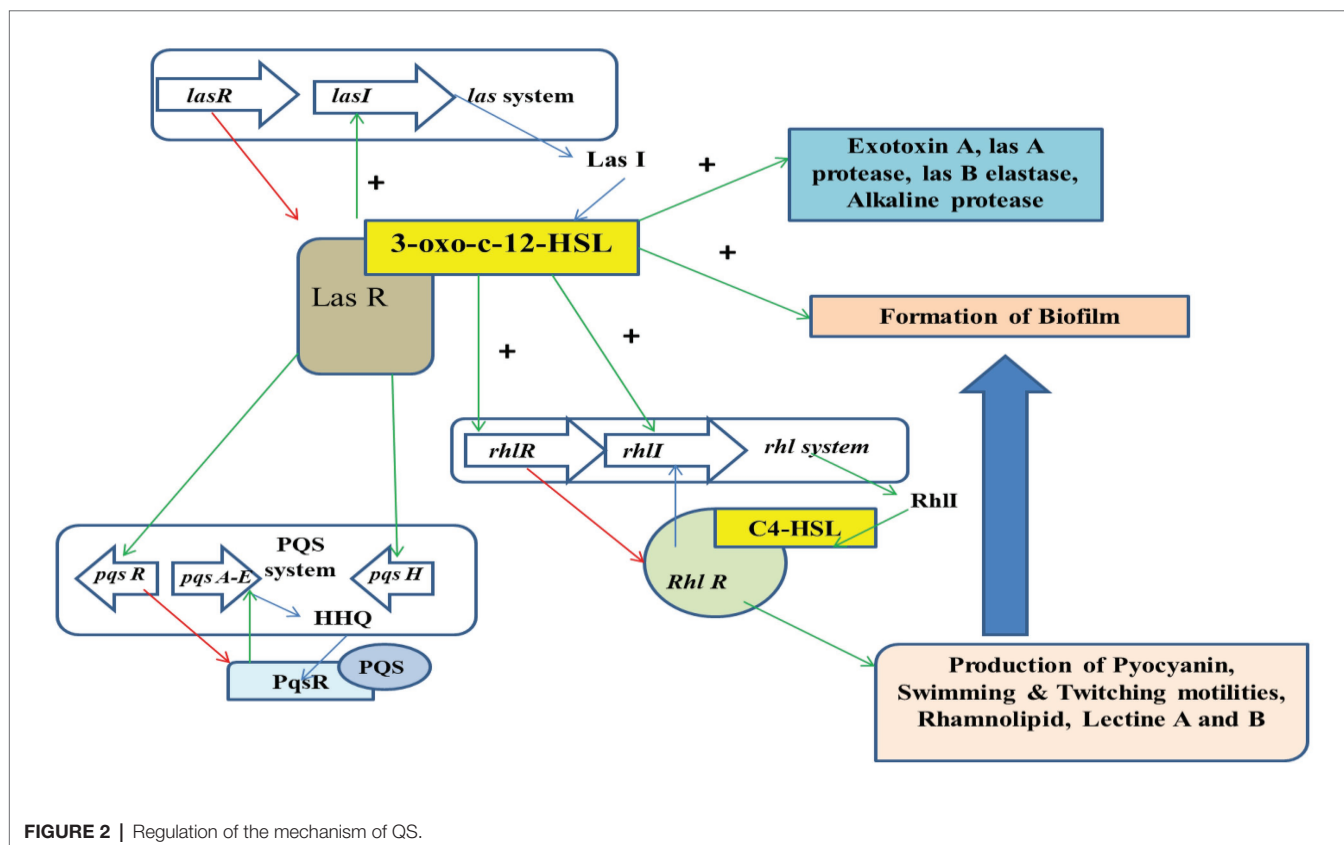 lasR
lasI
las system
Las I
+
+
Exotoxin A, las A
protease, las B elastase,
Alkaline protease
3-oxo-c-12-HSL
+
Las R
Formation of Biofilm
+
+
rhlR
rhlI
rhl system
RhlI
C4-HSL
Rhl R
PQS
system
pqs R
pqs A-E
pqs H
HHQ
PQS
PqsR
Production of Pyocyanin,
Swimming & Twitching motilities,
Rhamnolipid, Lectine A and B
FIGURE 2 | Regulation of the mechanism of QS.